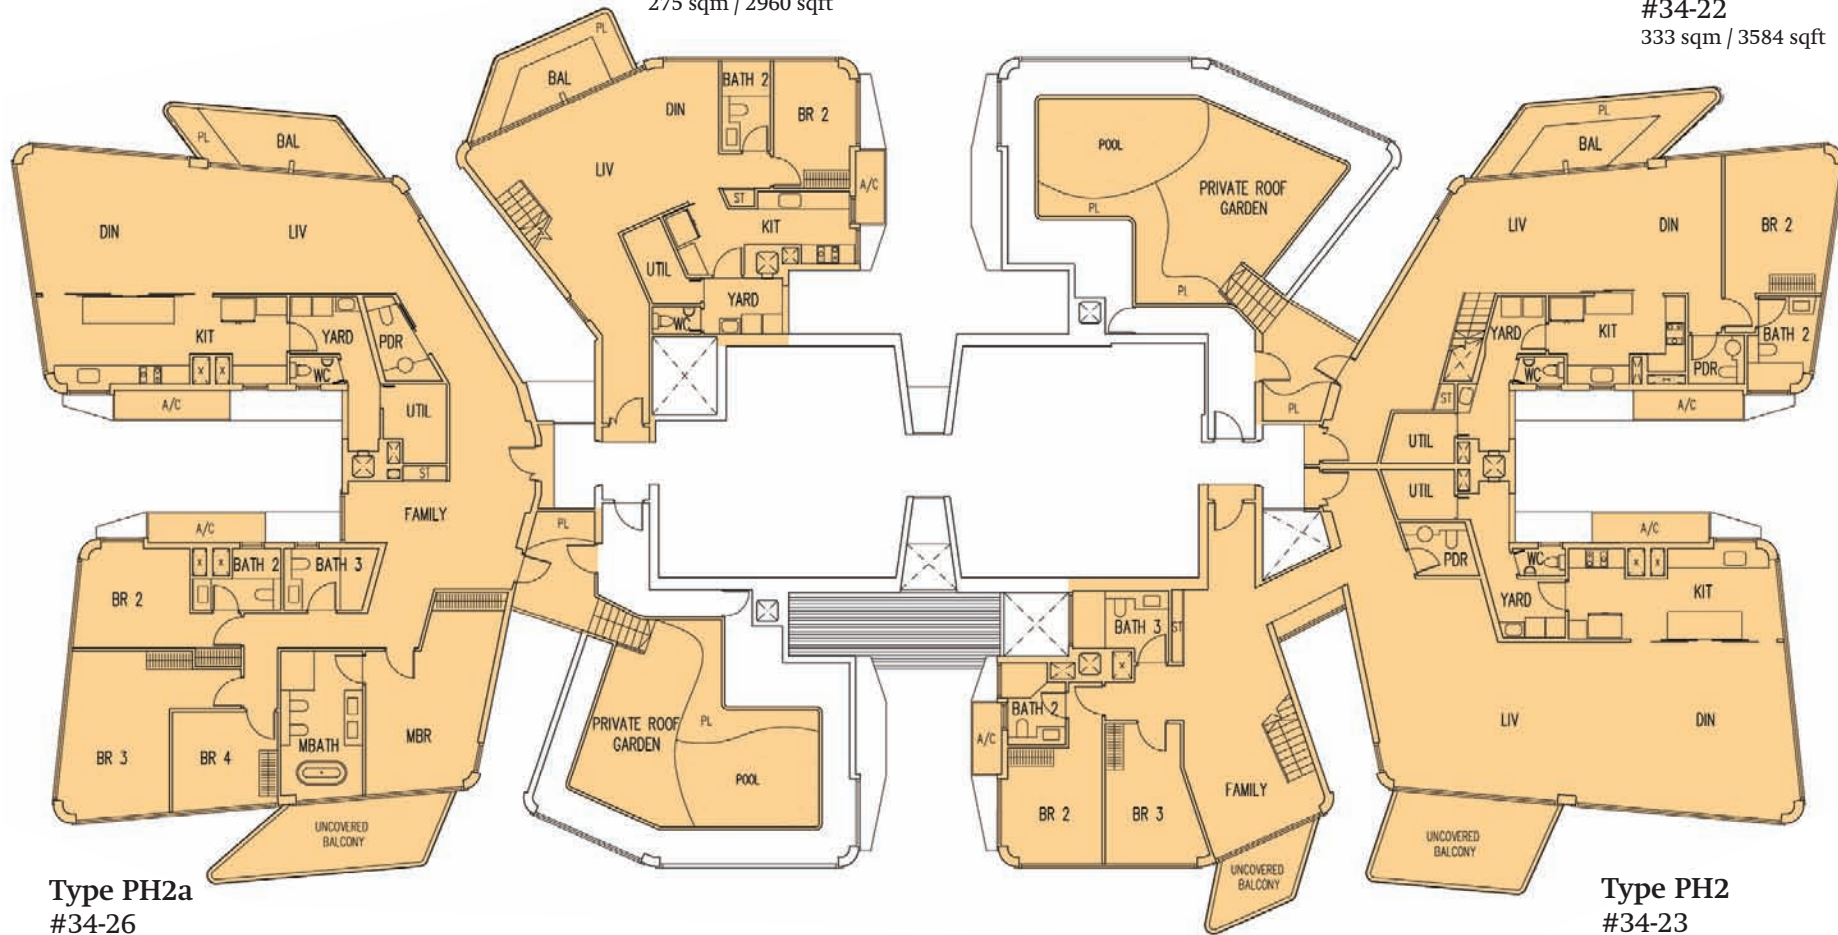 275 sqm / 2960 sqft
#34-22
333 sqm / 3584 sqft
PL
BAL
DIN
BATH 2
BR 2
LIV
A/C
ST
KIT
UTIL
YARD
WC
POOL
PRIVATE ROOF
GARDEN
PL
PL
PL
PL
BAL
DIN
LIV
KIT
YARD
PDR
WC
A/C
UTIL
ST
FAMILY
A/C
BATH 2
BATH 3
BR 2
BR 3
BR 4
MBATH
MBR
UNCOVERED
BALCONY
PL
PRIVATE ROOF
GARDEN
PL
POOL
PL
BAL
LIV
DIN
BR 2
YARD
KIT
BATH 2
WC
PDR
ST
A/C
UTIL
UTIL
A/C
PDR
WC
YARD
KIT
LIV
DIN
UNCOVERED
BALCONY
BATH 3
ST
BATH 2
A/C
BR 2
BR 3
FAMILY
UNCOVERED
BALCONY
Type PH2a
#34-26
Type PH2
#34-23